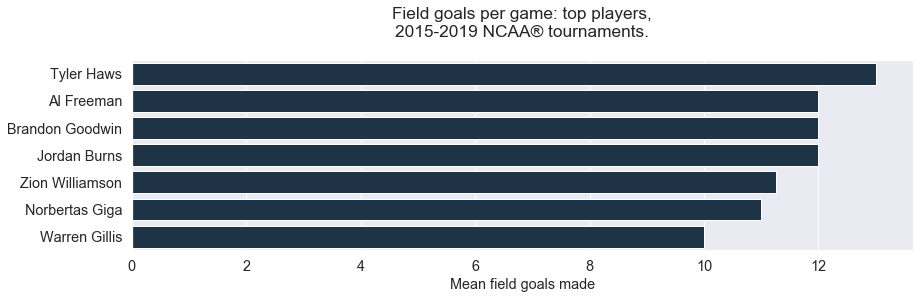 Field goals per game: top players,
2015-2019 NCAA® tournaments.
Tyler Haws
Al Freeman
Brandon Goodwin
Jordan Burns
Zion Williamson
Norbertas Giga
Warren Gillis
0 2 4 6 8 10 12
Mean field goals made